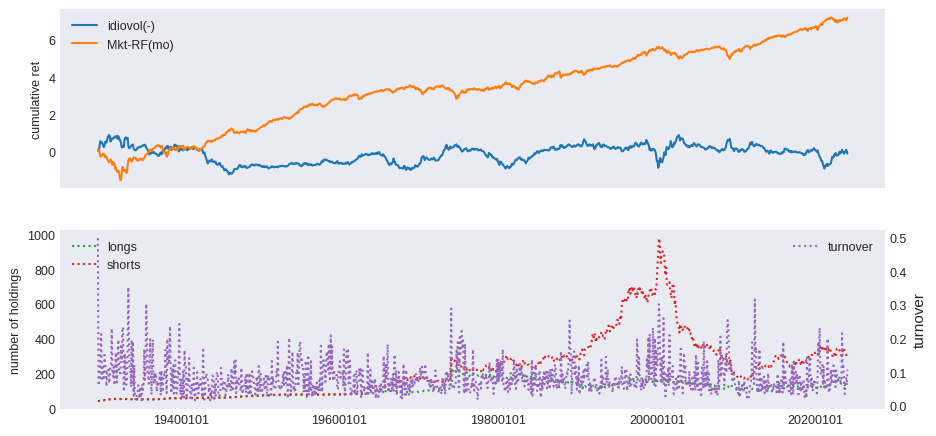 idiovol(-)
Mkt-RF(mo)
cumulative ret
6
4
2
0
longs
shorts
turnover
number of holdings
1000
800
600
400
200
0
0.5
0.4
0.3
0.2
0.1
0.0
turnover
19400101
19600101
19800101
20000101
20200101